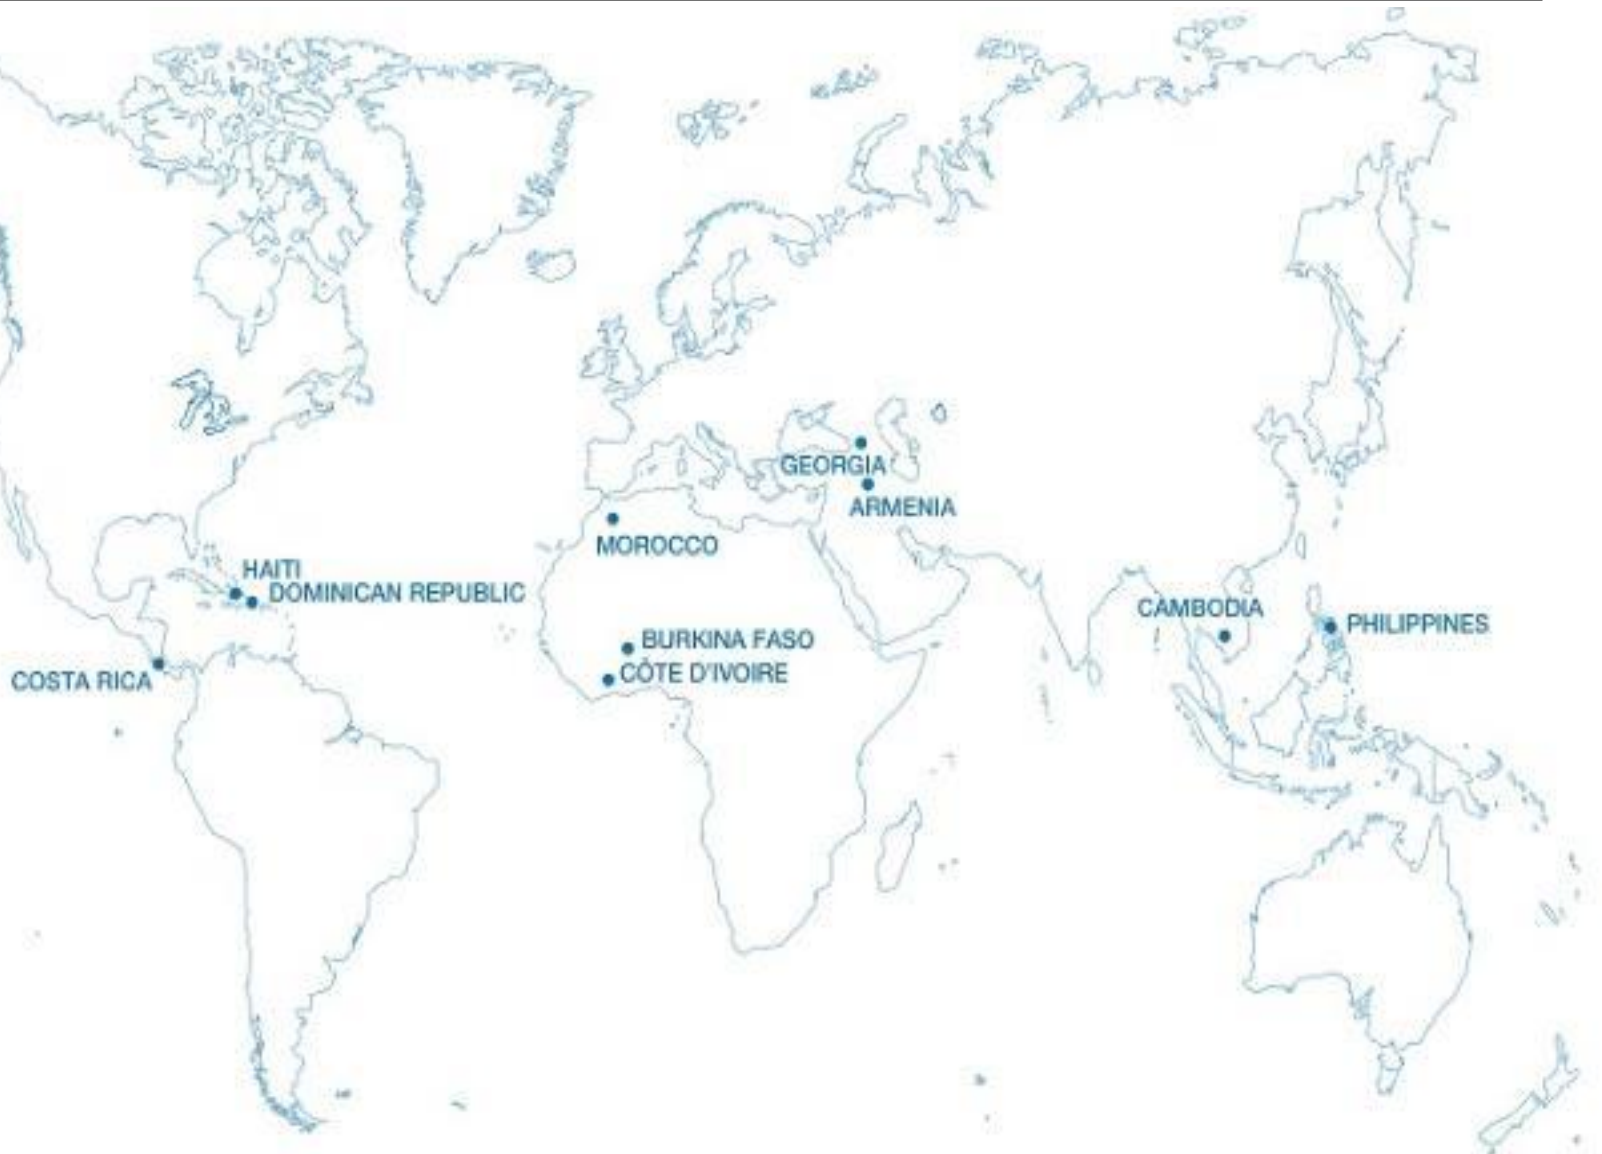 GEORGIA
ARMENIA
MOROCCO
HAITI
DOMINICAN REPUBLIC
CAMBODIA
PHILIPPINES
BURKINA FASO
CÔTE D'IVOIRE
COSTA RICA